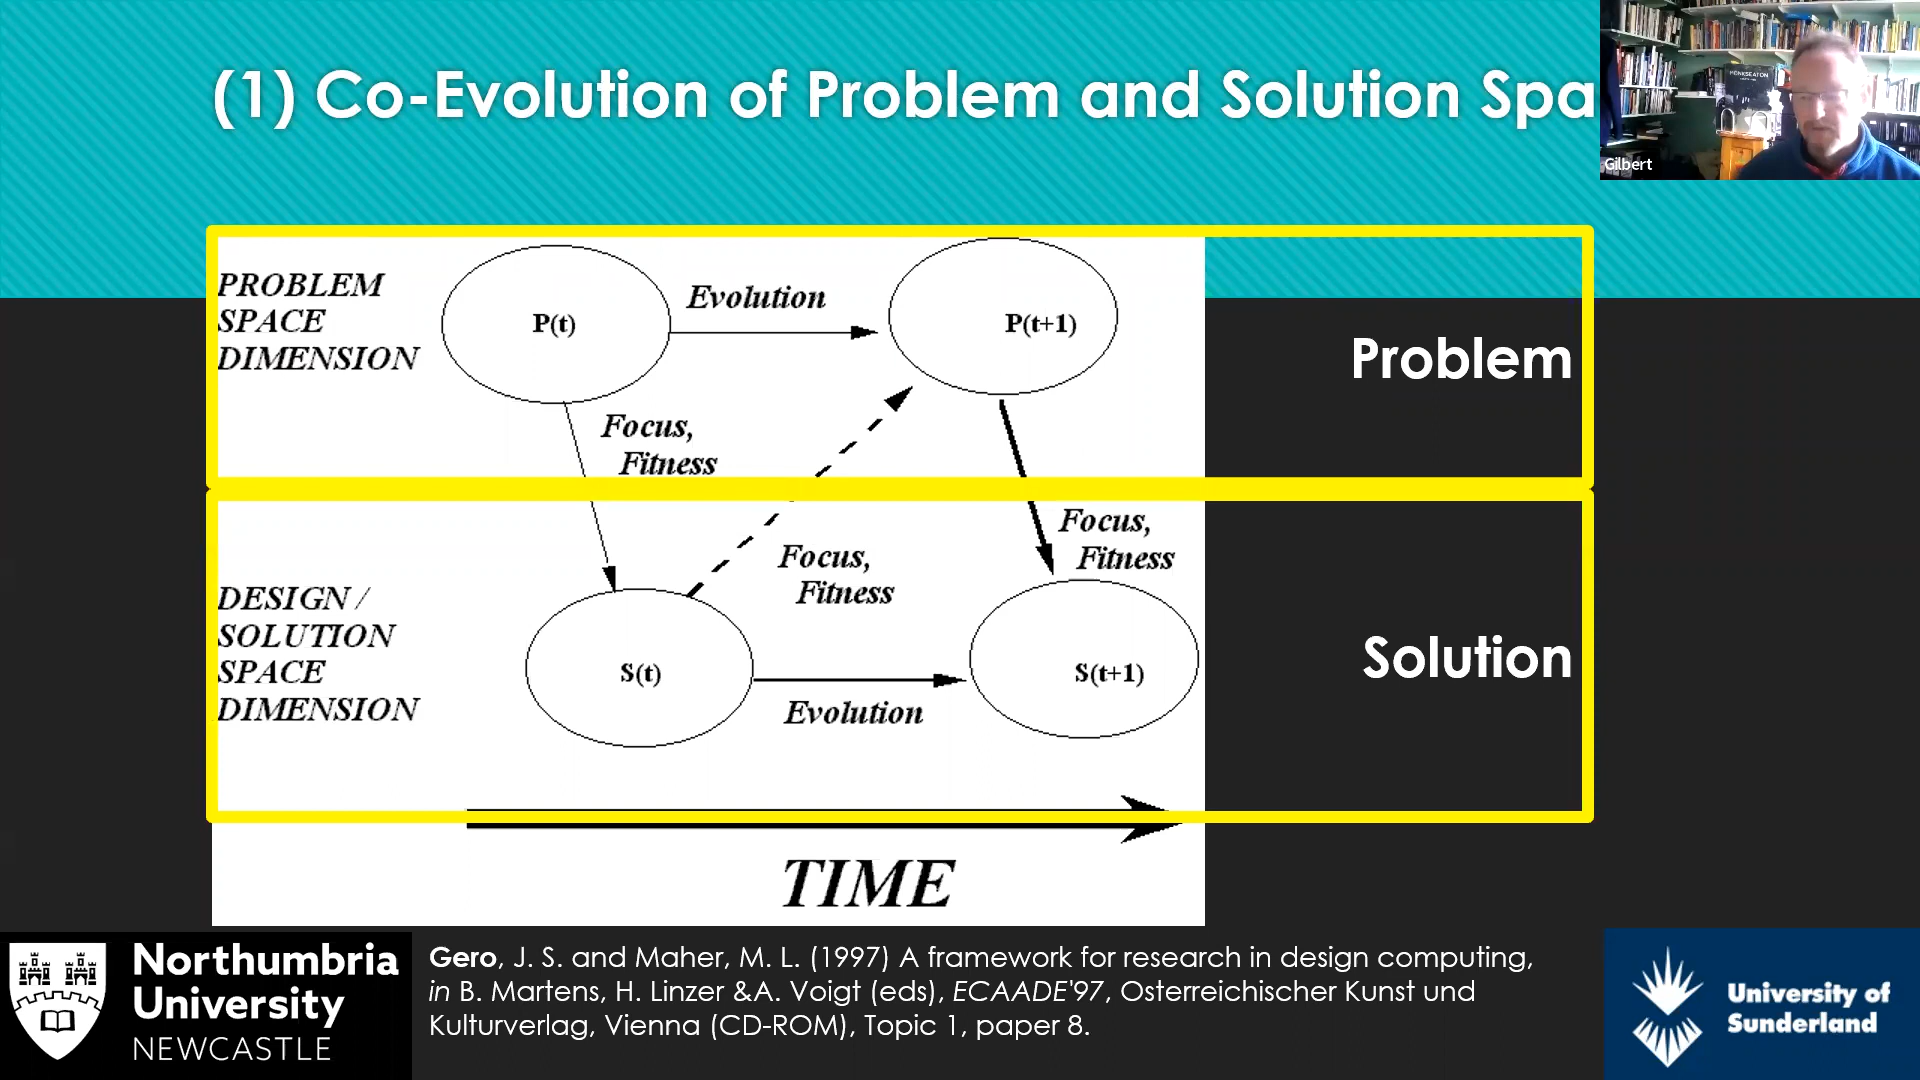 (1) Co-Evolution of Problem and Solution Spa
MONKSEATON
Gilbert
PROBLEM
SPACE
DIMENSION
P(t)
Evolution
P(t+1)
Problem
Focus,
Fitness
Focus,
Fitness
Focus,
Fitness
DESIGN /
SOLUTION
SPACE
DIMENSION
S(t)
Evolution
S(t+1)
Solution
TIME
Northumbria
University
NEWCASTLE
Gero, J. S. and Maher, M. L. (1997) A framework for research in design computing,
in B. Martens, H. Linzer &A. Voigt (eds), ECAADE'97, Osterreichischer Kunst und
Kulturverlag, Vienna (CD-ROM), Topic 1, paper 8.
University of
Sunderland